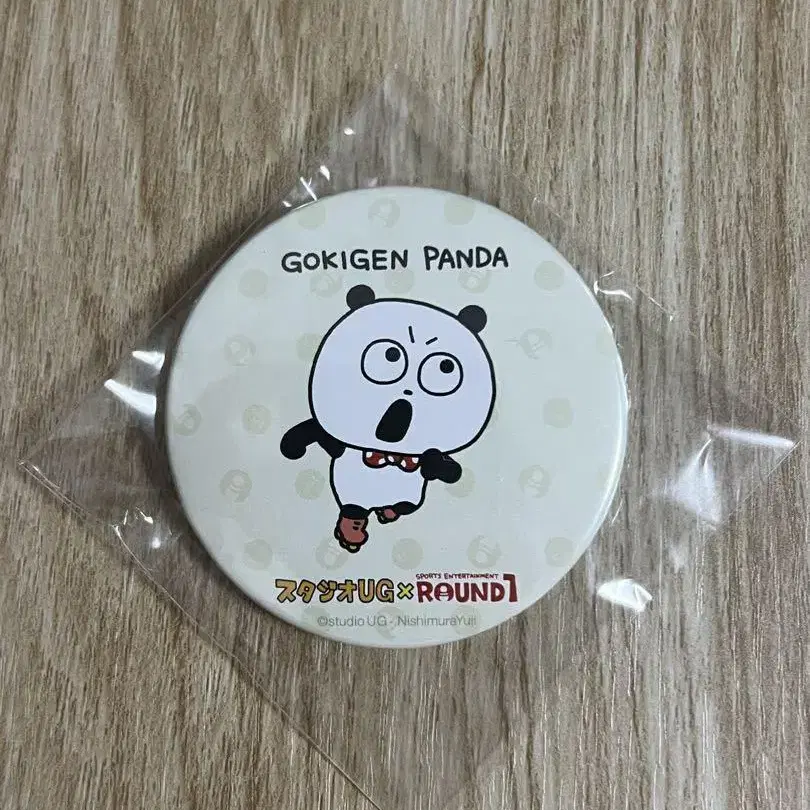 GOKIGEN PANDA
SPORTS ENTERTAINMENT
スタジオUG×ROUND1
©studio UG - NishimuraYuji